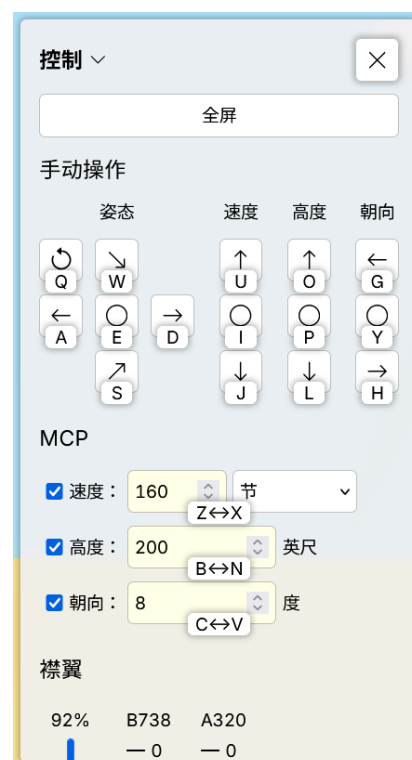 控制
全屏
手动操作
姿态 速度 高度 朝向
Q W U O G
A E D I P Y
S J L H
MCP
速度： 160 节
Z↔X
高度： 200 英尺
B↔N
朝向： 8 度
C↔V
襟翼
92% B738 A320
— 0 — 0